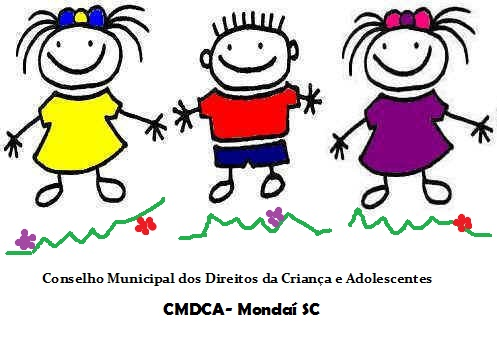 Conselho Municipal dos Direitos da Criança e Adolescentes
CMDCA- Mondaí SC